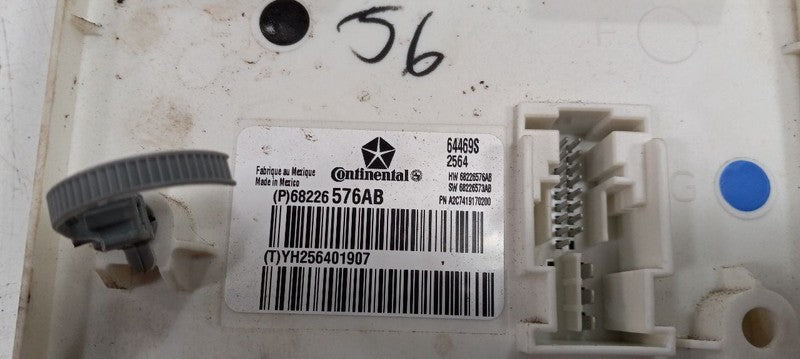 56
64469S
2564
Fabrique au Mexique
Made in Mexico
Continental
HW 68226576AB
SW 68226573AB
PN A2C7419170200
(P)68226 576AB
(T)YH256401907
G